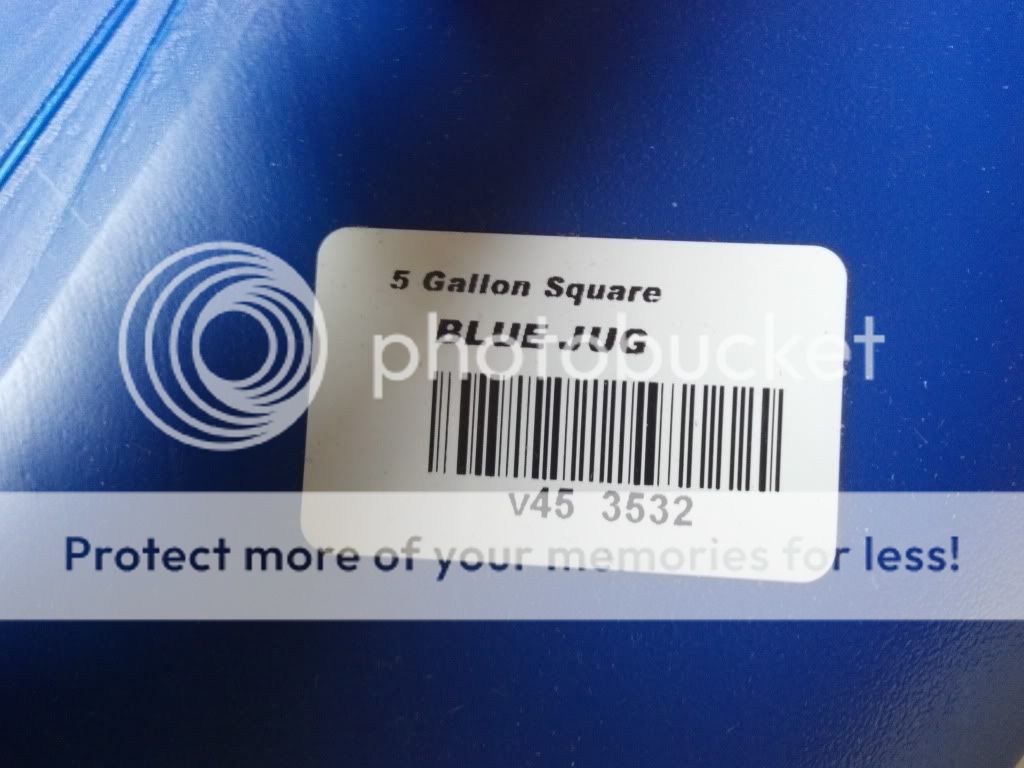 5 Gallon Square
BLUE JUG
photobucket
v45 3532
Protect more of your memories for less!